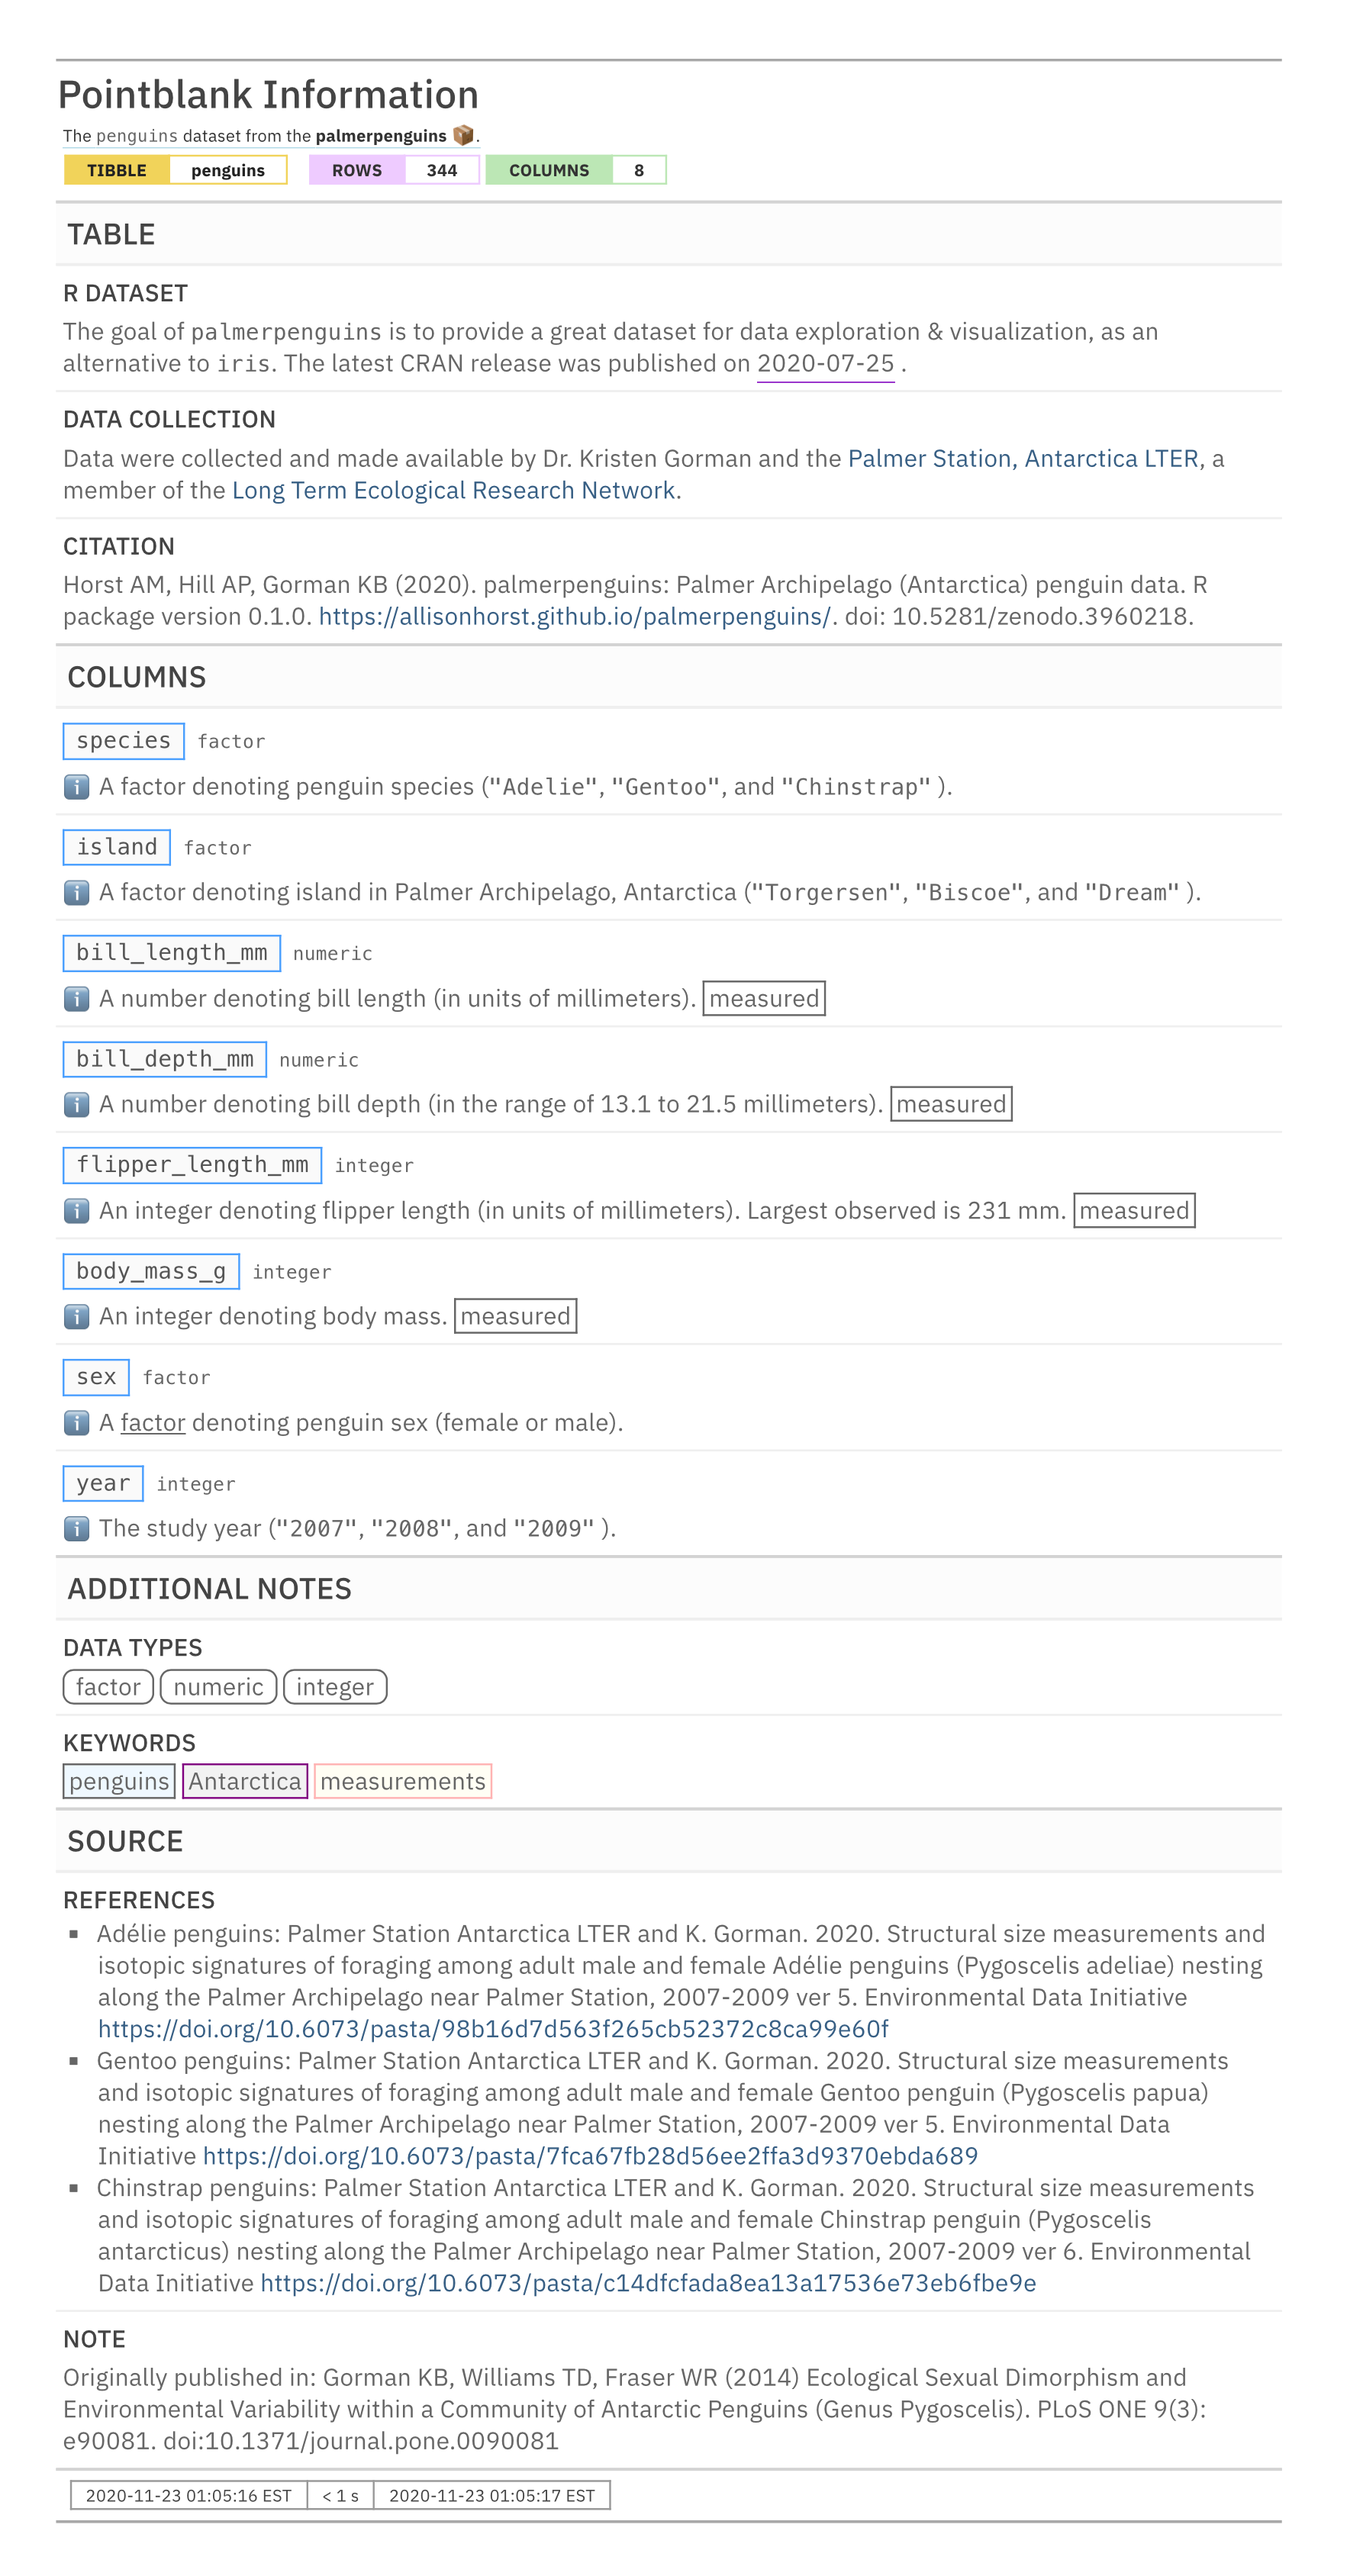 Pointblank Information
The penguins dataset from the palmerpenguins 📦.
TIBBLE penguins ROWS 344 COLUMNS 8
TABLE
R DATASET
The goal of palmerpenguins is to provide a great dataset for data exploration & visualization, as an
alternative to iris. The latest CRAN release was published on 2020-07-25 .
DATA COLLECTION
Data were collected and made available by Dr. Kristen Gorman and the Palmer Station, Antarctica LTER, a
member of the Long Term Ecological Research Network.
CITATION
Horst AM, Hill AP, Gorman KB (2020). palmerpenguins: Palmer Archipelago (Antarctica) penguin data. R
package version 0.1.0. https://allisonhorst.github.io/palmerpenguins/. doi: 10.5281/zenodo.3960218.
COLUMNS
species factor
ℹ️ A factor denoting penguin species ("Adelie", "Gentoo", and "Chinstrap" ).
island factor
ℹ️ A factor denoting island in Palmer Archipelago, Antarctica ("Torgersen", "Biscoe", and "Dream" ).
bill_length_mm numeric
ℹ️ A number denoting bill length (in units of millimeters). measured
bill_depth_mm numeric
ℹ️ A number denoting bill depth (in the range of 13.1 to 21.5 millimeters). measured
flipper_length_mm integer
ℹ️ An integer denoting flipper length (in units of millimeters). Largest observed is 231 mm. measured
body_mass_g integer
ℹ️ An integer denoting body mass. measured
sex factor
ℹ️ A factor denoting penguin sex (female or male).
year integer
ℹ️ The study year ("2007", "2008", and "2009" ).
ADDITIONAL NOTES
DATA TYPES
factor numeric integer
KEYWORDS
penguins Antarctica measurements
SOURCE
REFERENCES
▪ Adélie penguins: Palmer Station Antarctica LTER and K. Gorman. 2020. Structural size measurements and
isotopic signatures of foraging among adult male and female Adélie penguins (Pygoscelis adeliae) nesting
along the Palmer Archipelago near Palmer Station, 2007-2009 ver 5. Environmental Data Initiative
https://doi.org/10.6073/pasta/98b16d7d563f265cb52372c8ca99e60f
▪ Gentoo penguins: Palmer Station Antarctica LTER and K. Gorman. 2020. Structural size measurements
and isotopic signatures of foraging among adult male and female Gentoo penguin (Pygoscelis papua)
nesting along the Palmer Archipelago near Palmer Station, 2007-2009 ver 5. Environmental Data
Initiative https://doi.org/10.6073/pasta/7fca67fb28d56ee2ffa3d9370ebda689
▪ Chinstrap penguins: Palmer Station Antarctica LTER and K. Gorman. 2020. Structural size measurements
and isotopic signatures of foraging among adult male and female Chinstrap penguin (Pygoscelis
antarcticus) nesting along the Palmer Archipelago near Palmer Station, 2007-2009 ver 6. Environmental
Data Initiative https://doi.org/10.6073/pasta/c14dfcfada8ea13a17536e73eb6fbe9e
NOTE
Originally published in: Gorman KB, Williams TD, Fraser WR (2014) Ecological Sexual Dimorphism and
Environmental Variability within a Community of Antarctic Penguins (Genus Pygoscelis). PLoS ONE 9(3):
e90081. doi:10.1371/journal.pone.0090081
2020-11-23 01:05:16 EST < 1 s 2020-11-23 01:05:17 EST